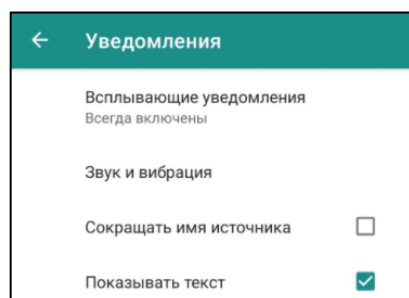 Уведомления
Всплывающие уведомления
Всегда включены
Звук и вибрация
Сокращать имя источника
Показывать текст